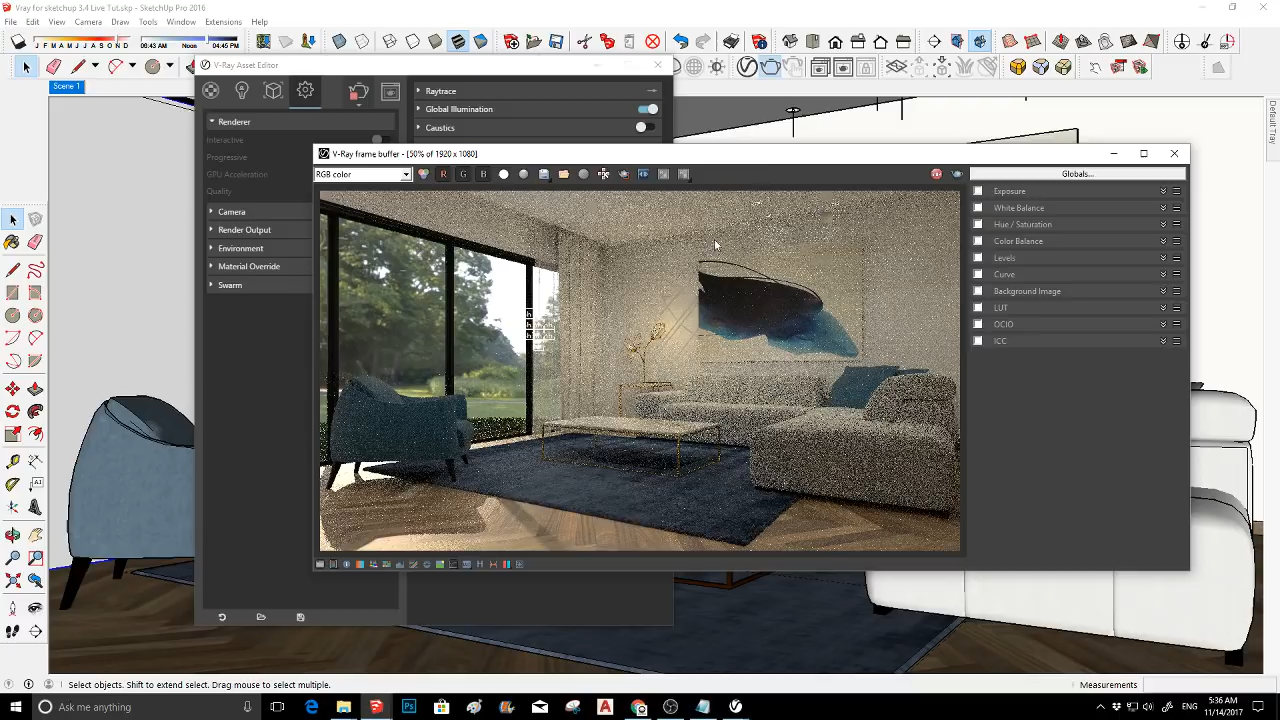 Vray for sketchup 3.4 Live Tut.skp - SketchUp Pro 2016
File Edit View Camera Draw Tools Window Extensions
J F M A M J J A S O N D 06:43 AM Noon 04:45 PM
Scene 1
V-Ray Asset Editor
Renderer
Interactive
Progressive
GPU Acceleration
Quality
Camera
Render Output
Environment
Material Override
Swarm
Raytrace
Global Illumination
Caustics
V-Ray frame buffer - [50% of 1920 x 1080]
RGB color
R G B
Globals...
Exposure
White Balance
Hue / Saturation
Color Balance
Levels
Curve
Background Image
LUT
OCIO
ICC
Default Tray
Select objects. Shift to extend select. Drag mouse to select multiple.
Measurements
Ask me anything
5:36 AM
11/14/2017